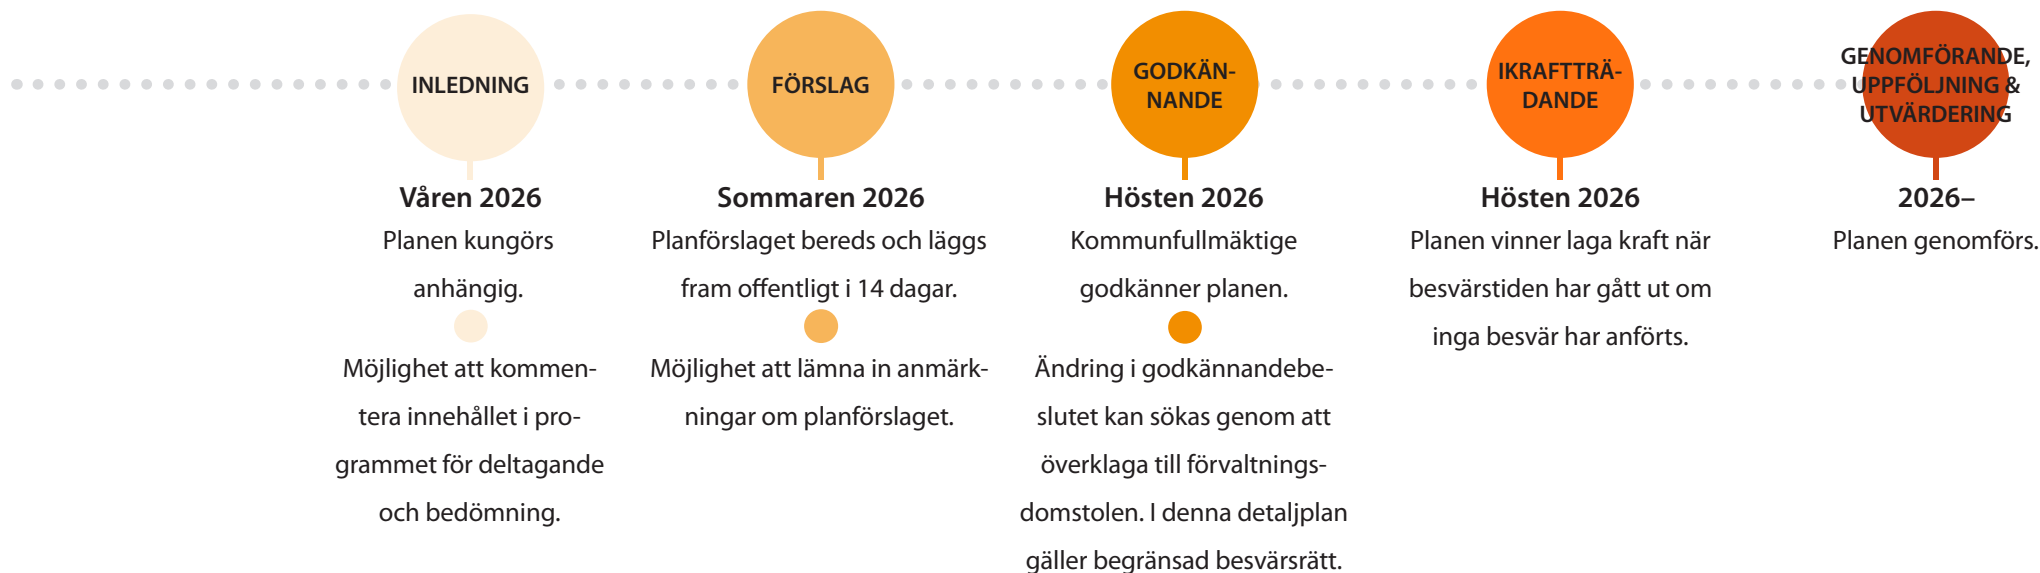 INLEDNING
Våren 2026
Planen kungörs
anhängig.
Möjlighet att kommen-
tera innehållet i pro-
grammet för deltagande
och bedömning.
FÖRSLAG
Sommaren 2026
Planförslaget bereds och läggs
fram offentligt i 14 dagar.
Möjlighet att lämna in anmärk-
ningar om planförslaget.
GODKÄN-
NANDE
Hösten 2026
Kommunfullmäktige
godkänner planen.
Ändring i godkännandebe-
slutet kan sökas genom att
överklaga till förvaltnings-
domstolen. I denna detaljplan
gäller begränsad besvärsrätt.
IKRAFTTRÄ-
DANDE
Hösten 2026
Planen vinner laga kraft när
besvärstiden har gått ut om
inga besvär har anförts.
GENOMFÖRANDE,
UPPFÖLJNING &
UTVÄRDERING
2026–
Planen genomförs.